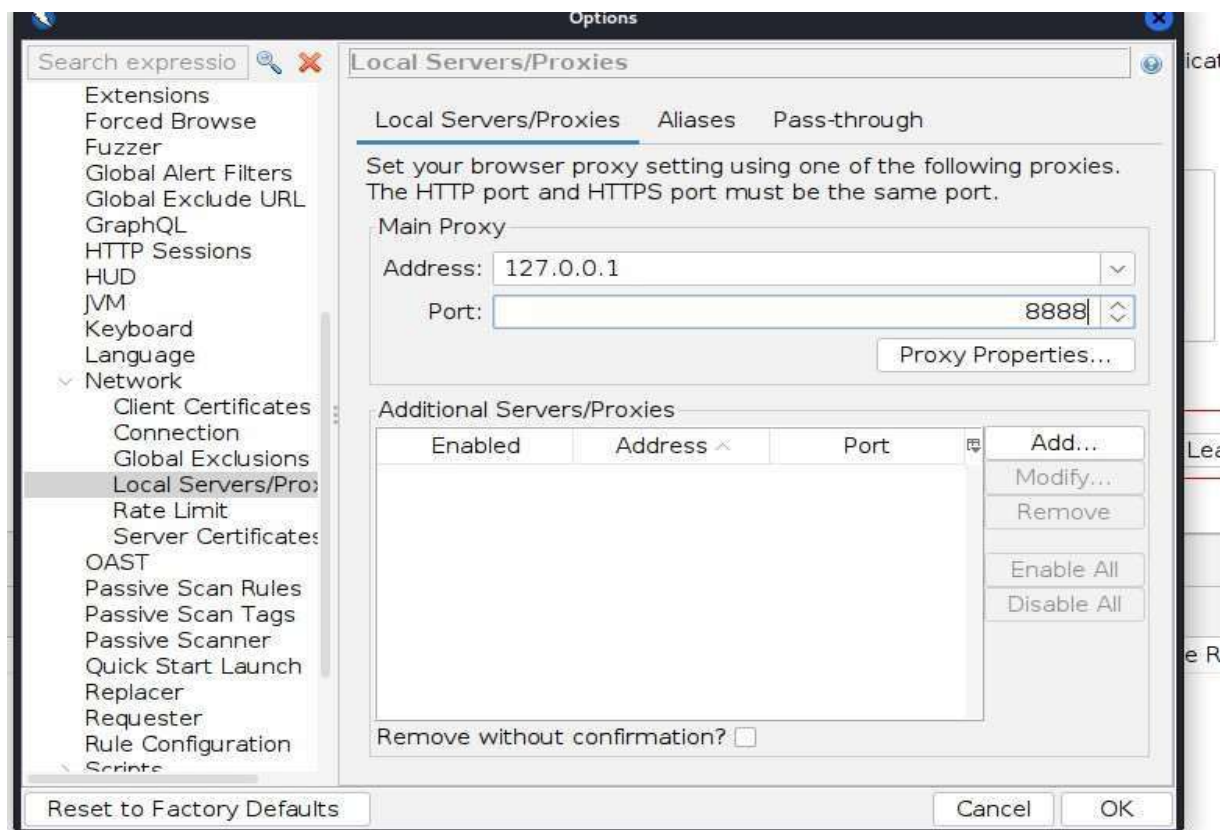 Options
Search expressio
Extensions
Forced Browse
Fuzzer
Global Alert Filters
Global Exclude URL
GraphQL
HTTP Sessions
HUD
JVM
Keyboard
Language
Network
Client Certificates
Connection
Global Exclusions
Local Servers/Prox
Rate Limit
Server Certificates
OAST
Passive Scan Rules
Passive Scan Tags
Passive Scanner
Quick Start Launch
Replacer
Requester
Rule Configuration
Scripts
Local Servers/Proxies
Local Servers/Proxies Aliases Pass-through
Set your browser proxy setting using one of the following proxies.
The HTTP port and HTTPS port must be the same port.
Main Proxy
Address: 127.0.0.1
Port: 8888
Proxy Properties...
Additional Servers/Proxies
Enabled Address Port
Add...
Modify...
Remove
Enable All
Disable All
Remove without confirmation?
Reset to Factory Defaults
Cancel OK
icat
Lea
e R